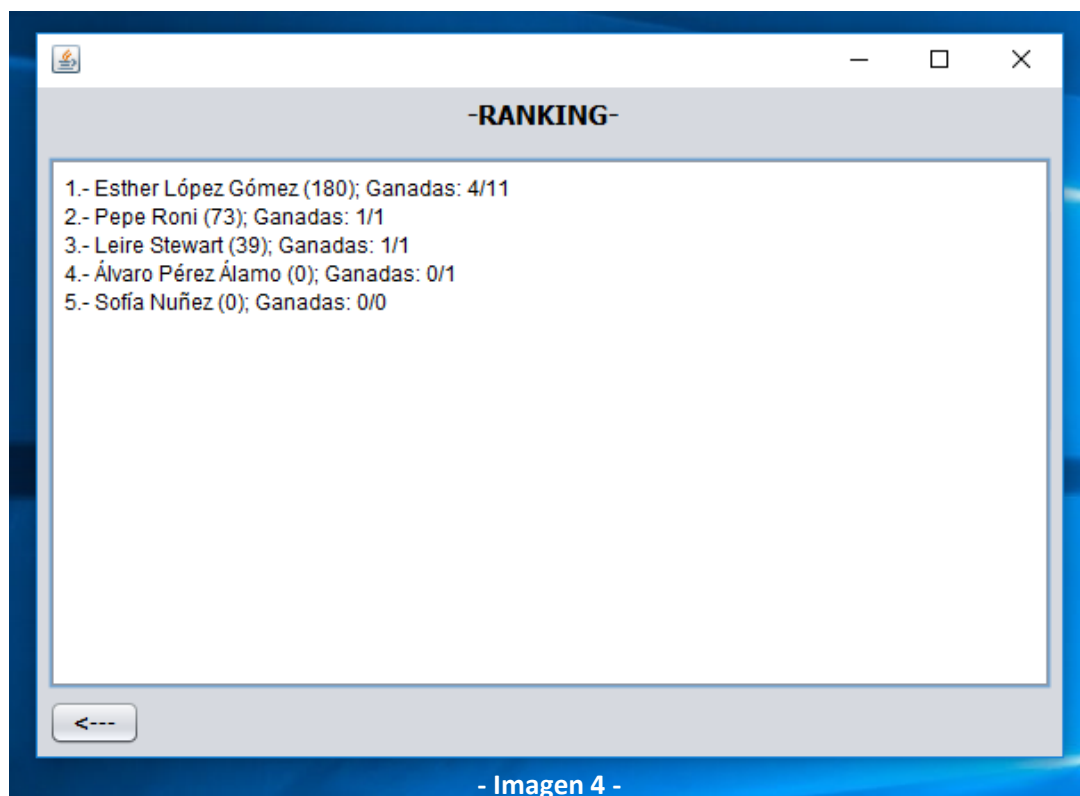 -RANKING-
1.- Esther López Gómez (180); Ganadas: 4/11
2.- Pepe Roni (73); Ganadas: 1/1
3.- Leire Stewart (39); Ganadas: 1/1
4.- Álvaro Pérez Álamo (0); Ganadas: 0/1
5.- Sofía Nuñez (0); Ganadas: 0/0
<---
- Imagen 4 -